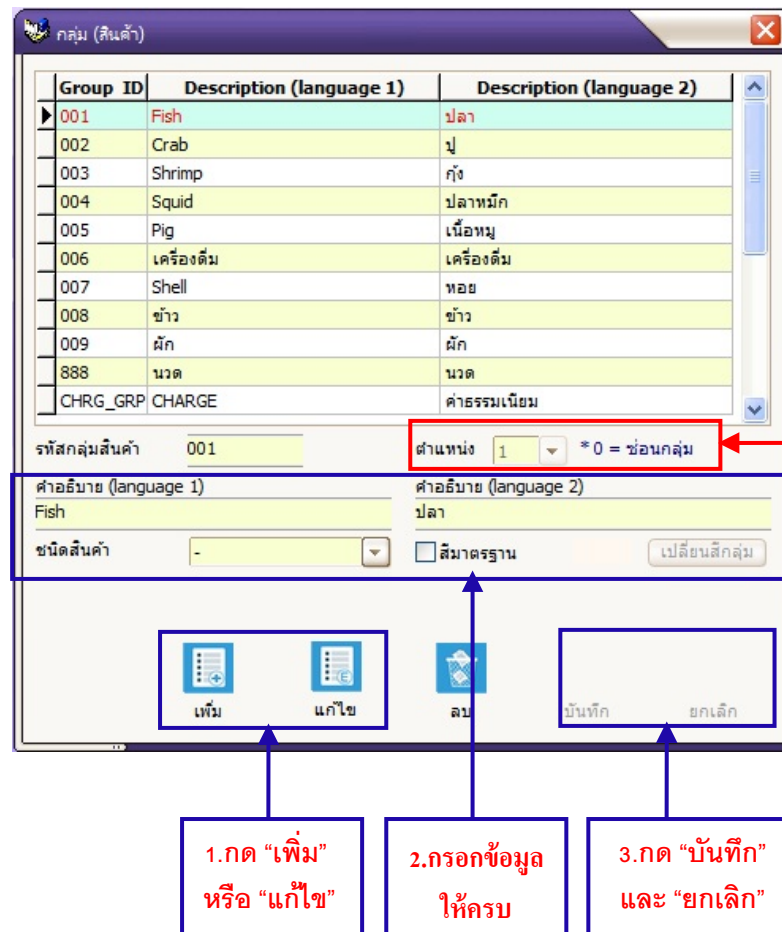 กลุ่ม (สินค้า)
Group ID Description (language 1) Description (language 2)
001 Fish ปลา
002 Crab ปู
003 Shrimp กุ้ง
004 Squid ปลาหมึก
005 Pig เนื้อหมู
006 เครื่องดื่ม เครื่องดื่ม
007 Shell หอย
008 ข้าว ข้าว
009 ผัก ผัก
888 นวด นวด
CHRG_GRP CHARGE ค่าธรรมเนียม
รหัสกลุ่มสินค้า 001 ตำแหน่ง 1 *0 = ซ่อนกลุ่ม
คำอธิบาย (language 1) คำอธิบาย (language 2)
Fish ปลา
ชนิดสินค้า - สีมาตรฐาน เปลี่ยนสีกลุ่ม
เพิ่ม แก้ไข ลบ บันทึก ยกเลิก
1.กด “เพิ่ม” หรือ “แก้ไข”
2.กรอกข้อมูล ให้ครบ
3.กด “บันทึก” และ “ยกเลิก”